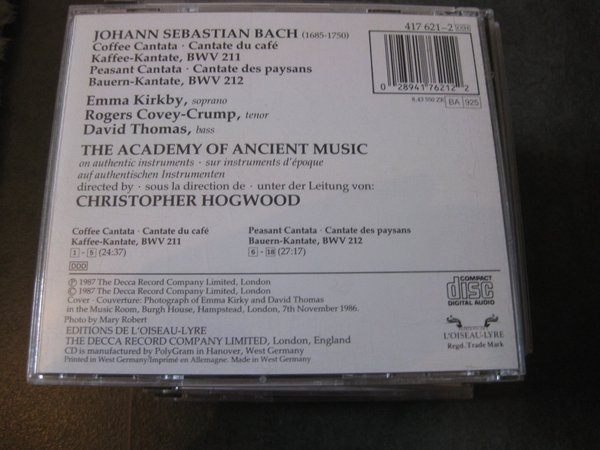 JOHANN SEBASTIAN BACH (1685-1750)
417 621-2
Coffee Cantata · Cantate du café
Kaffee-Kantate, BWV 211
Peasant Cantata · Cantate des paysans
Bauern-Kantate, BWV 212
0 28941 76212 2
BA 925
Emma Kirkby, soprano
Rogers Covey-Crump, tenor
David Thomas, bass
THE ACADEMY OF ANCIENT MUSIC
on authentic instruments · sur instruments d'époque
auf authentischen Instrumenten
directed by · sous la direction de · unter der Leitung von:
CHRISTOPHER HOGWOOD
Coffee Cantata · Cantate du café
Kaffee-Kantate, BWV 211
1 - 5 (24:37)
Peasant Cantata · Cantate des paysans
Bauern-Kantate, BWV 212
6 - 18 (27:17)
DDD
Ⓟ 1987 The Decca Record Company Limited, London
© 1987 The Decca Record Company Limited, London
Cover · Couverture: Photograph of Emma Kirky and David Thomas
in the Music Room, Burgh House, Hampstead, London, 7th November 1986.
Photo by Mary Robert
EDITIONS DE L'OISEAU-LYRE
THE DECCA RECORD COMPANY LIMITED, London, England
CD is manufactured by PolyGram in Hanover, West Germany
Printed in West Germany/Imprimé en Allemagne. Made in West Germany
COMPACT
disc
DIGITAL AUDIO
L'OISEAU-LYRE
Regd. Trade Mark